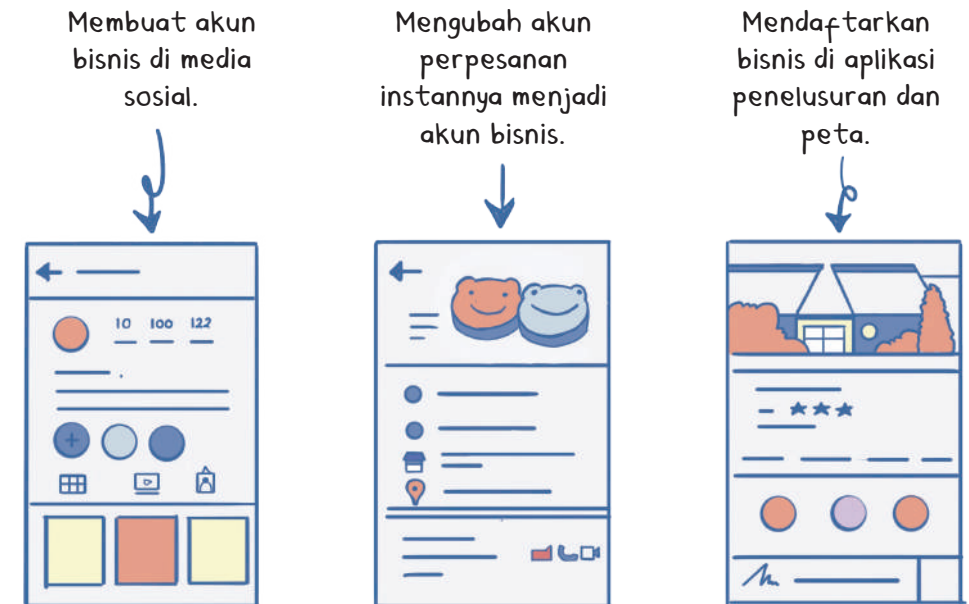 Membuat akun
bisnis di media
sosial.
Mengubah akun
perpesanan
instannya menjadi
akun bisnis.
Mendaftarkan
bisnis di aplikasi
penelusuran dan
peta.
10 100 122